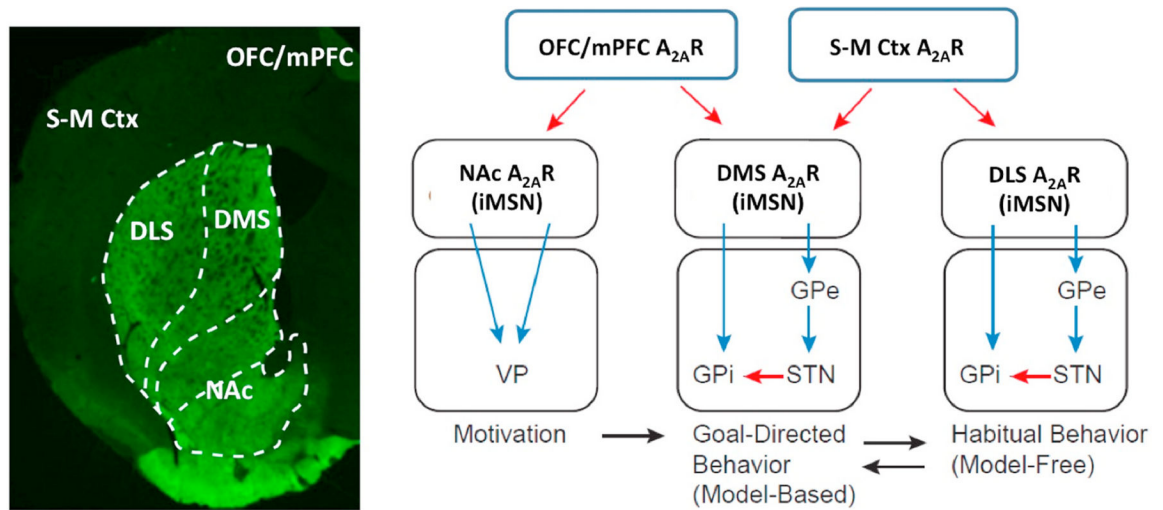 OFC/mPFC
S-M Ctx
DLS
DMS
NAc
OFC/mPFC A₂ₐR
S-M Ctx A₂ₐR
NAc A₂ₐR
(iMSN)
DMS A₂ₐR
(iMSN)
DLS A₂ₐR
(iMSN)
VP
GPe
GPi
STN
GPe
GPi
STN
Motivation
Goal-Directed
Behavior
(Model-Based)
Habitual Behavior
(Model-Free)